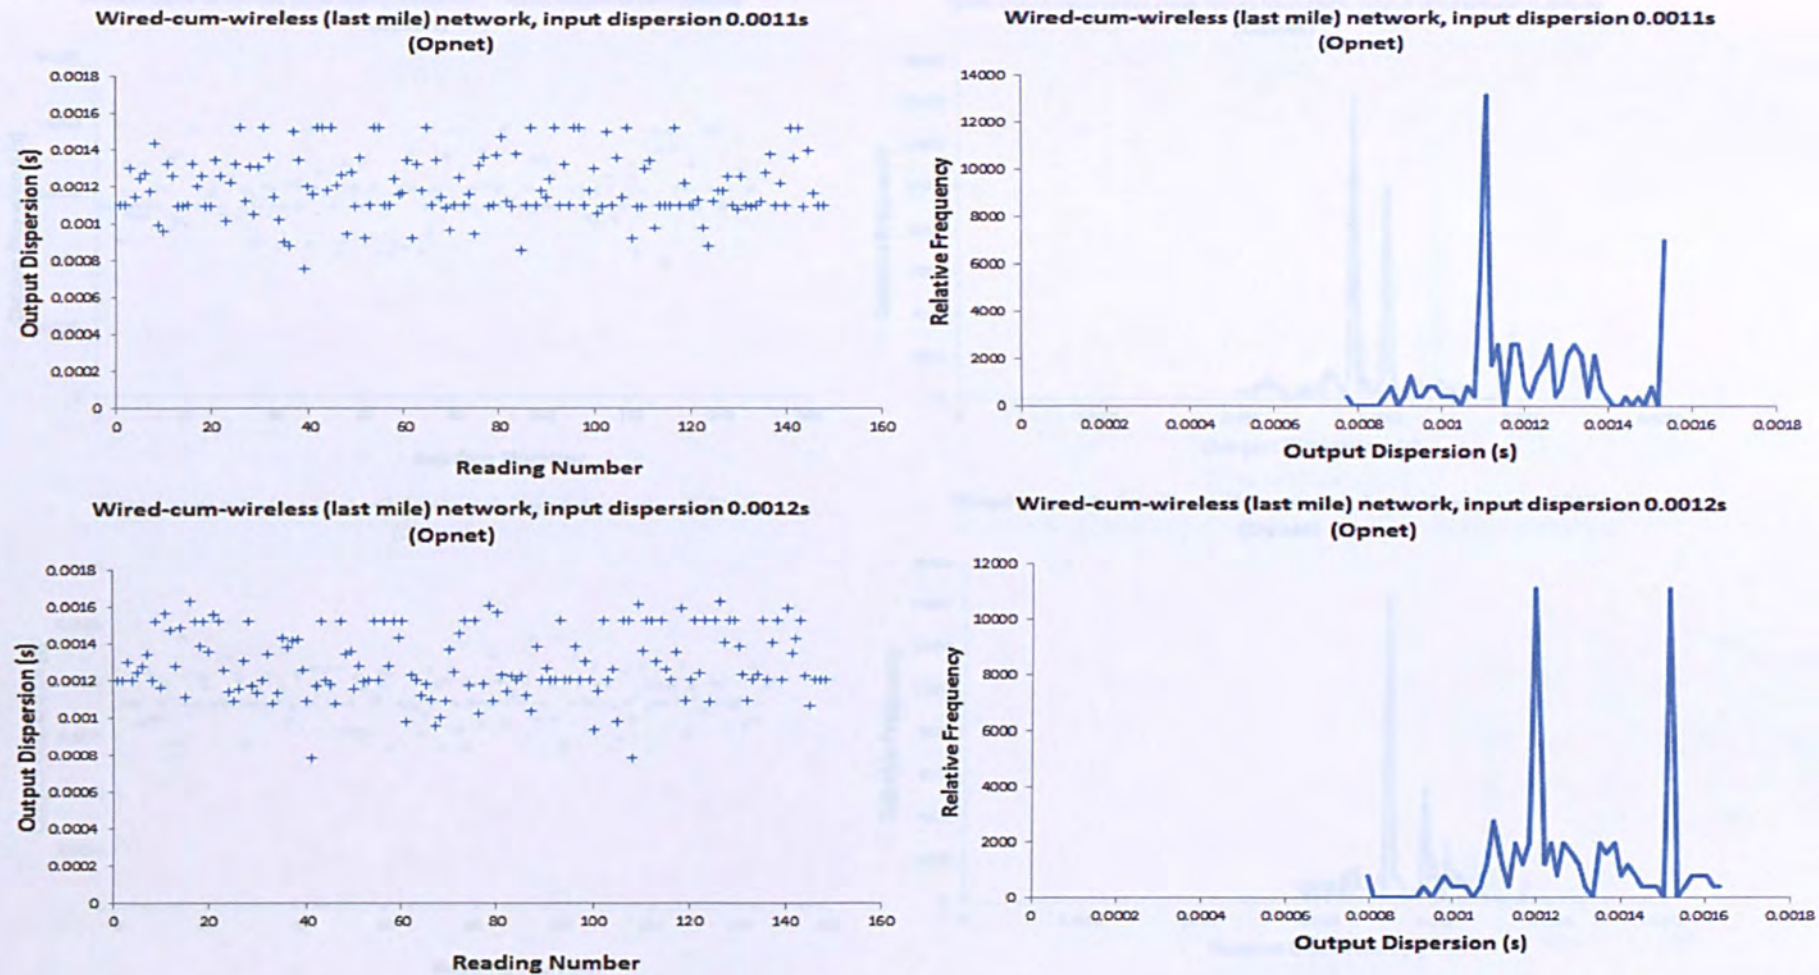 Wired-cum-wireless (last mile) network, input dispersion 0.0011s
(Opnet)
Output Dispersion (s)
0.0018
0.0016
0.0014
0.0012
0.001
0.0008
0.0006
0.0004
0.0002
0
0 20 40 60 80 100 120 140 160
Reading Number
Wired-cum-wireless (last mile) network, input dispersion 0.0011s
(Opnet)
Relative Frequency
14000
12000
10000
8000
6000
4000
2000
0
0 0.0002 0.0004 0.0006 0.0008 0.001 0.0012 0.0014 0.0016 0.0018
Output Dispersion (s)
Wired-cum-wireless (last mile) network, input dispersion 0.0012s
(Opnet)
Output Dispersion (s)
0.0018
0.0016
0.0014
0.0012
0.001
0.0008
0.0006
0.0004
0.0002
0
0 20 40 60 80 100 120 140 160
Reading Number
Wired-cum-wireless (last mile) network, input dispersion 0.0012s
(Opnet)
Relative Frequency
12000
10000
8000
6000
4000
2000
0
0 0.0002 0.0004 0.0006 0.0008 0.001 0.0012 0.0014 0.0016 0.0018
Output Dispersion (s)